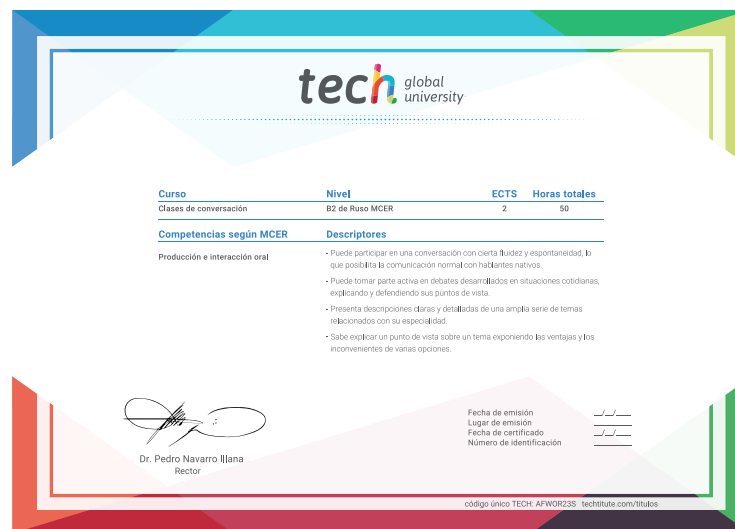 tech global university
Curso Nivel ECTS Horas totales
Clases de conversación B2 de Ruso MCER 2 50
Competencias según MCER Descriptores
Producción e interacción oral
- Puede participar en una conversación con cierta fluidez y espontaneidad, lo
que posibilita la comunicación normal con hablantes nativos.
- Puede tomar parte activa en debates desarrollados en situaciones cotidianas,
explicando y defendiendo sus puntos de vista.
- Presenta descripciones claras y detalladas de una amplia serie de temas
relacionados con su especialidad.
- Sabe explicar un punto de vista sobre un tema exponiendo las ventajas y los
inconvenientes de varias opciones.
Dr. Pedro Navarro Illana
Rector
Fecha de emisión __/__/___
Lugar de emisión ______
Fecha de certificado __/__/___
Número de identificación ______
código único TECH: AFWOR23S techtitute.com/titulos